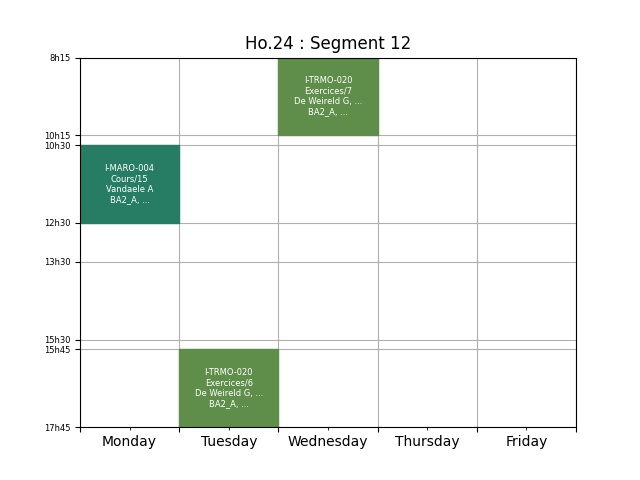 Ho.24 : Segment 12
8h15
10h15
10h30
12h30
13h30
15h30
15h45
17h45
I-TRMO-020
Exercices/7
De Weireld G, ...
BA2_A, ...
I-MARO-004
Cours/15
Vandaele A
BA2_A, ...
I-TRMO-020
Exercices/6
De Weireld G, ...
BA2_A, ...
Monday Tuesday Wednesday Thursday Friday